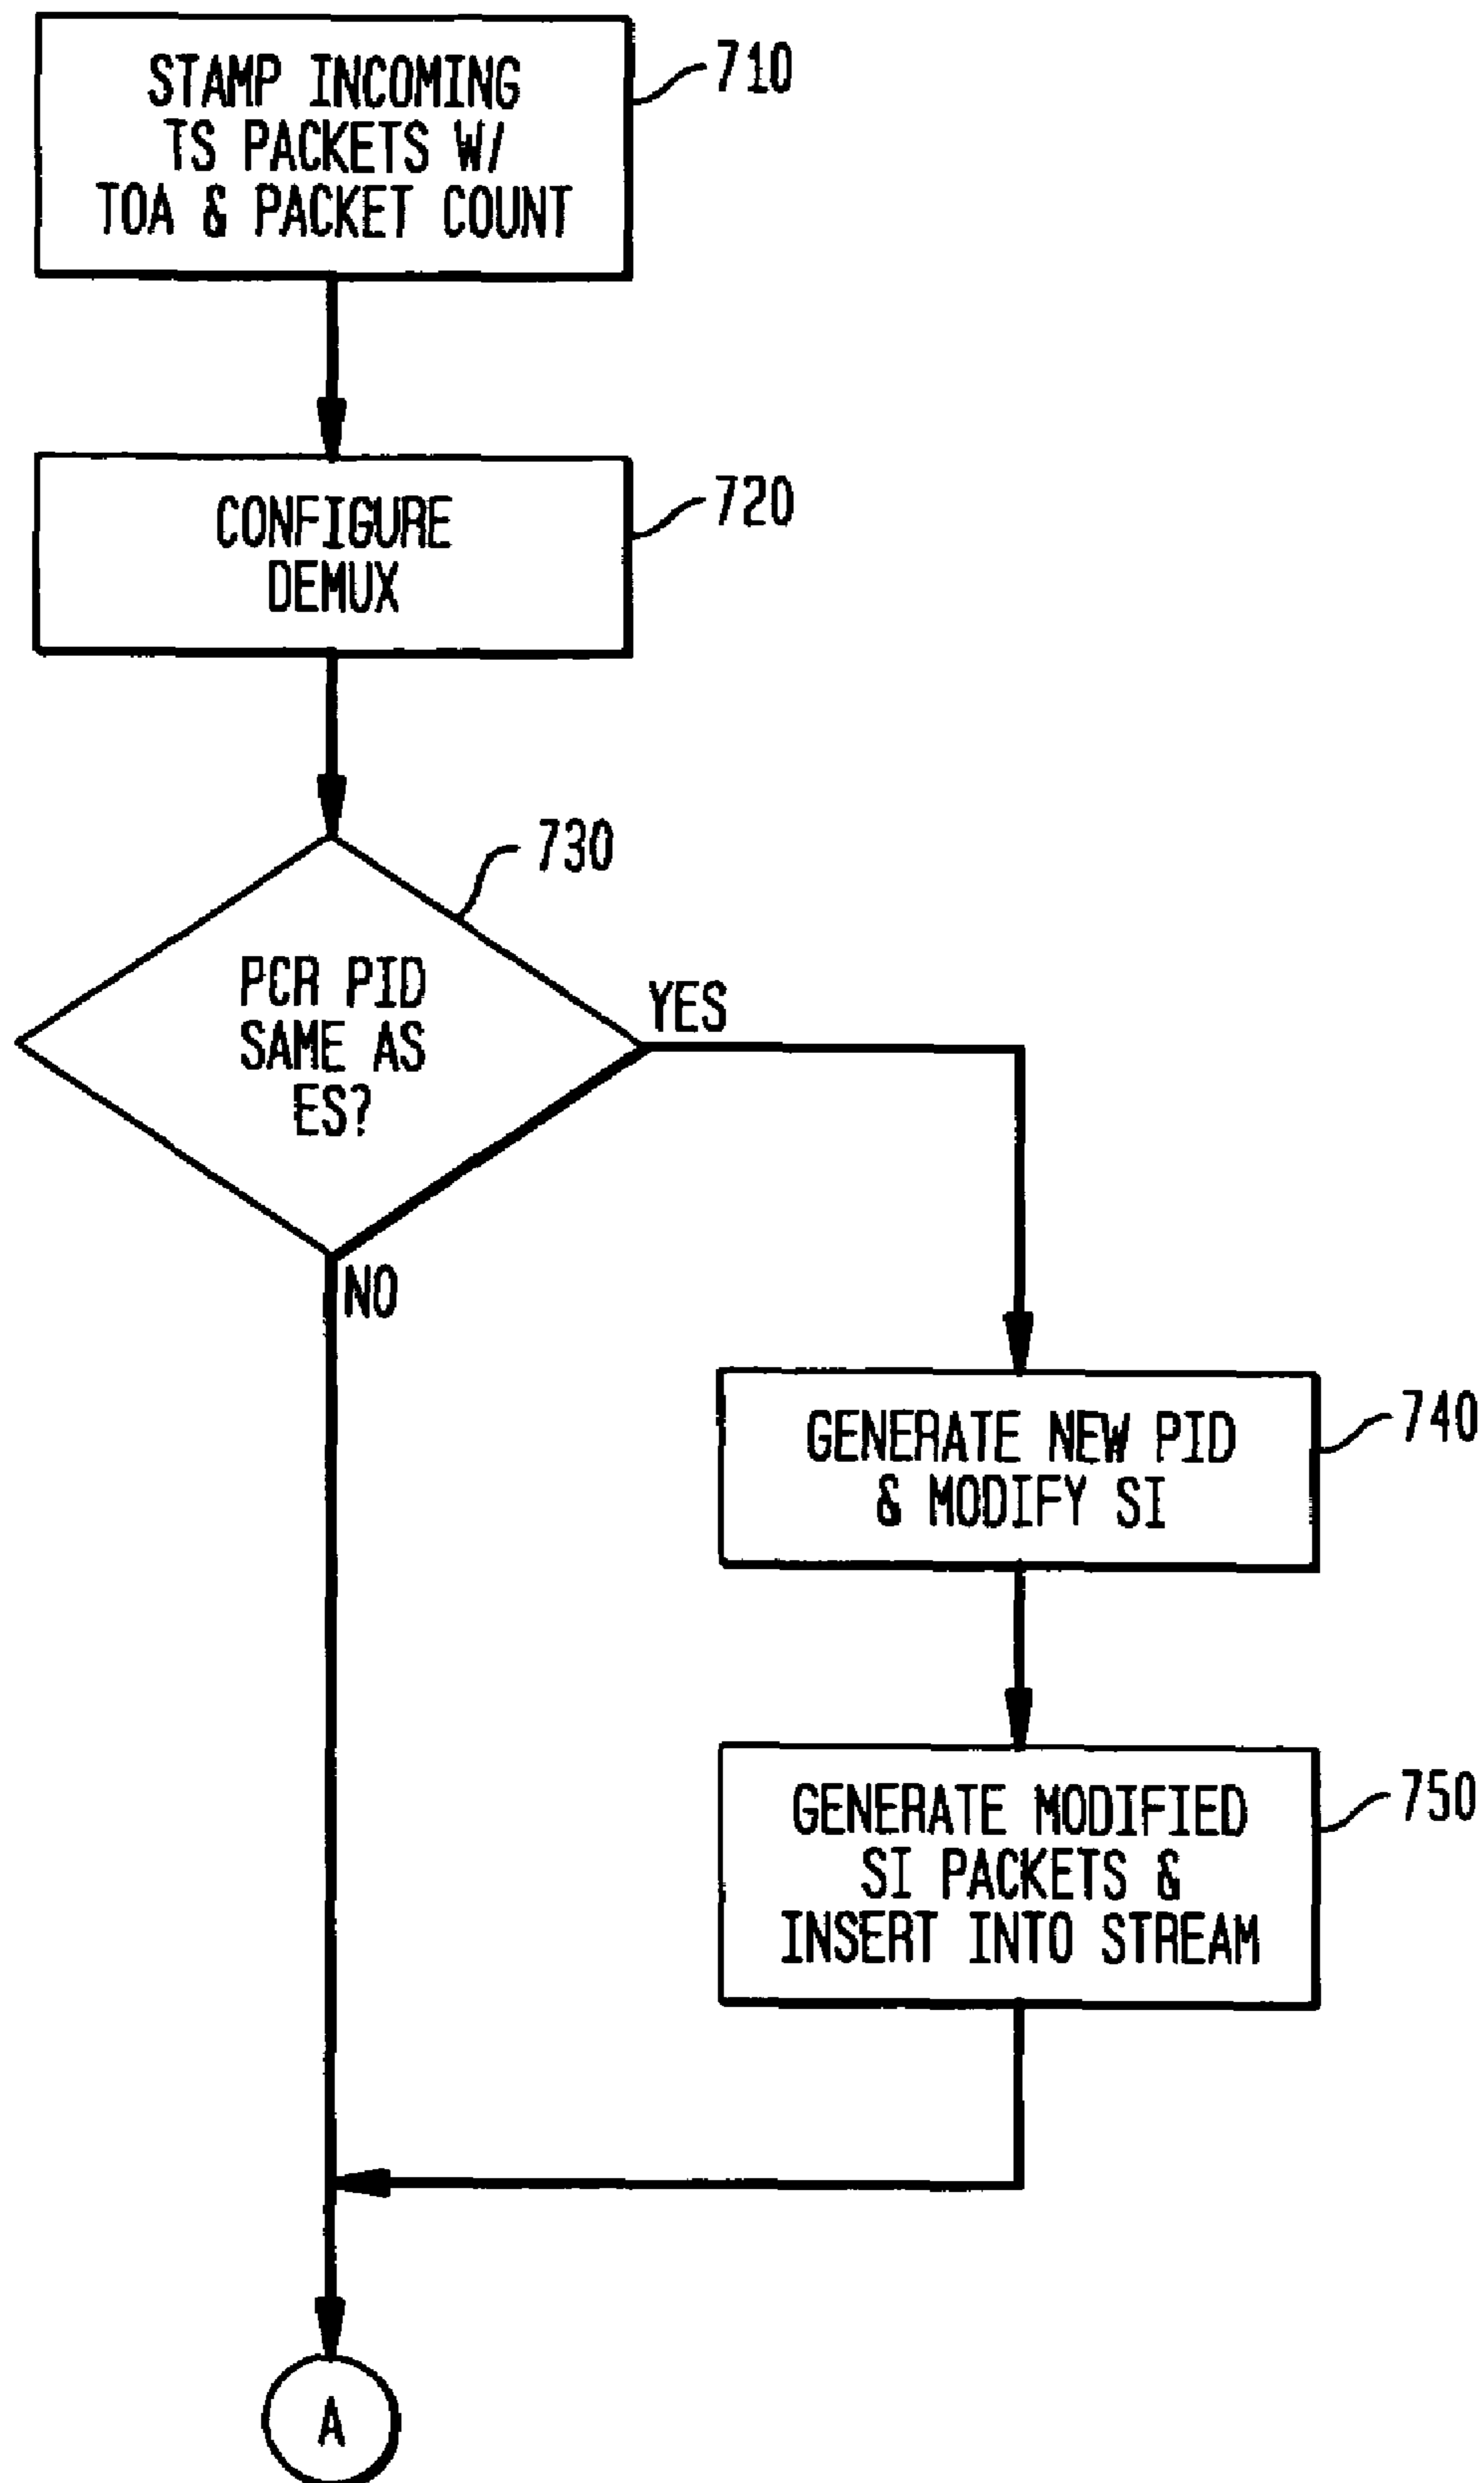 STAMP INCOMING
TS PACKETS W/
TOA & PACKET COUNT
710
CONFIGURE
DEMUX
720
730
PCR PID
SAME AS
ES?
YES
NO
GENERATE NEW PID
& MODIFY SI
740
GENERATE MODIFIED
SI PACKETS &
INSERT INTO STREAM
750
A